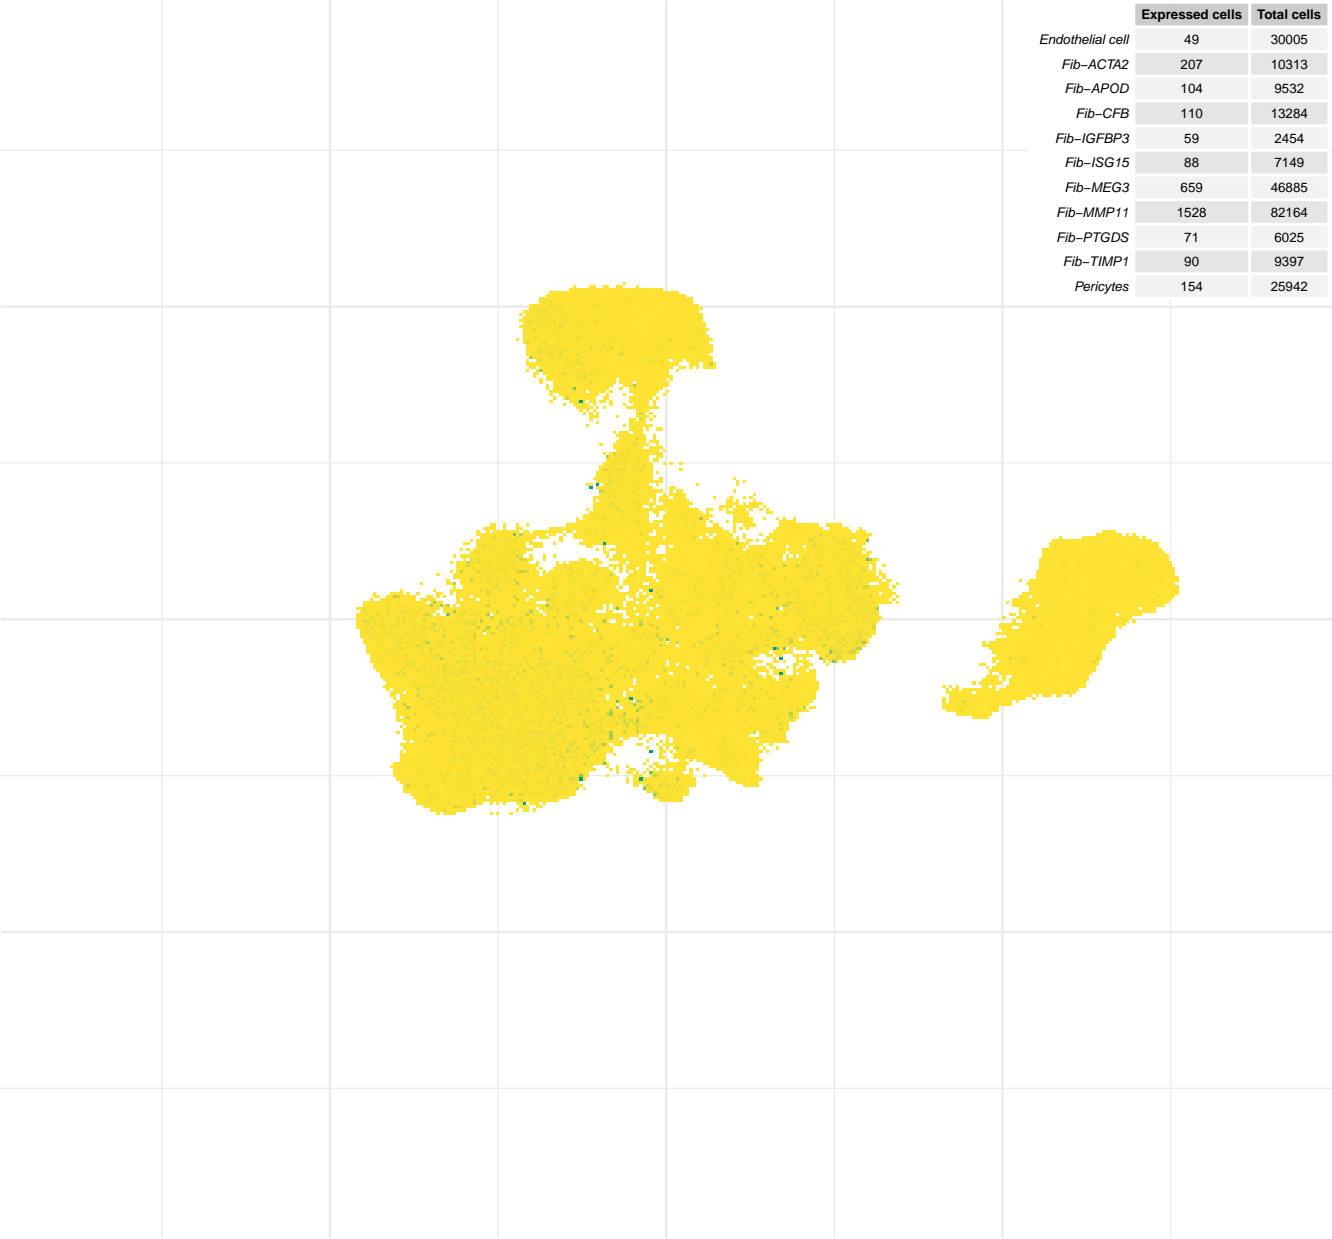 Expressed cells Total cells
Endothelial cell 49 30005
Fib−ACTA2 207 10313
Fib−APOD 104 9532
Fib−CFB 110 13284
Fib−IGFBP3 59 2454
Fib−ISG15 88 7149
Fib−MEG3 659 46885
Fib−MMP11 1528 82164
Fib−PTGDS 71 6025
Fib−TIMP1 90 9397
Pericytes 154 25942